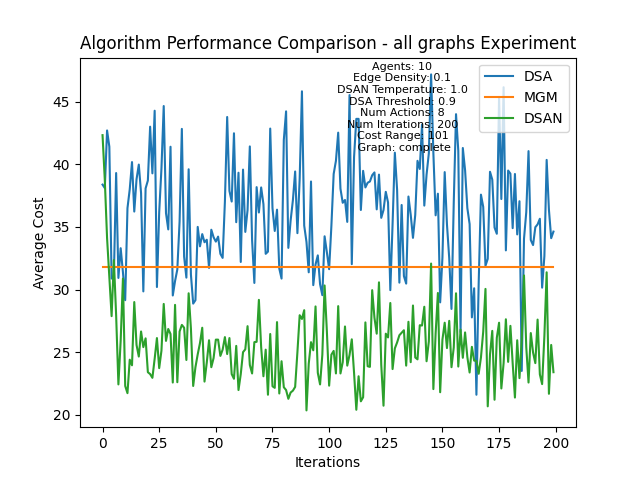 Algorithm Performance Comparison - all graphs Experiment
Agents: 10
Edge Density: 0.1
DSAN Temperature: 1.0
DSA Threshold: 0.9
Num Actions: 8
Num Iterations: 200
Cost Range: 101
Graph: complete
DSA
MGM
DSAN
Average Cost
45
40
35
30
25
20
0
25
50
75
100
125
150
175
200
Iterations